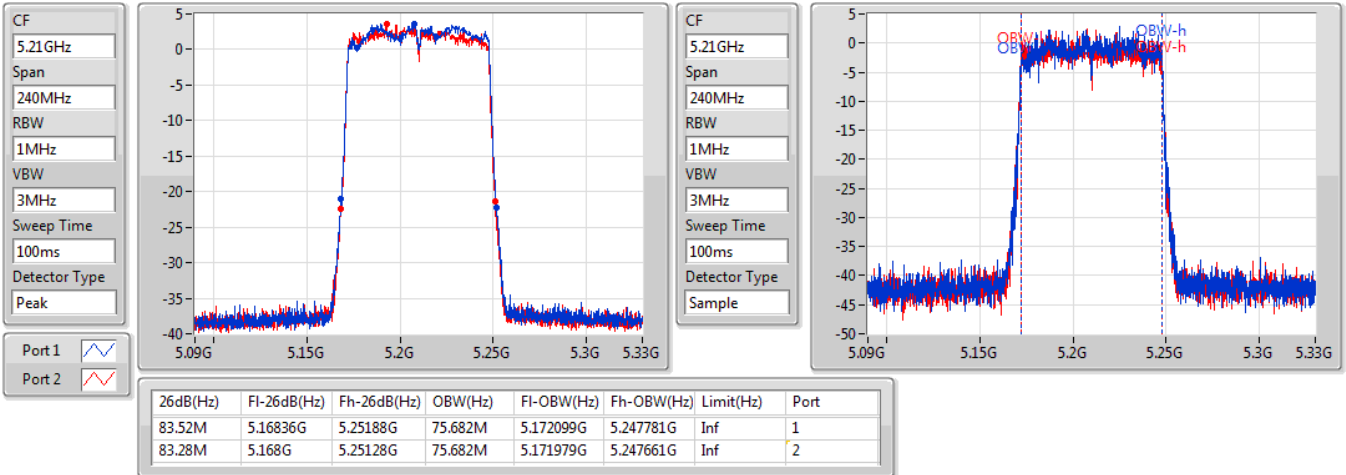 CF
5.21GHz
Span
240MHz
RBW
1MHz
VBW
3MHz
Sweep Time
100ms
Detector Type
Peak
5
0
-5
-10
-15
-20
-25
-30
-35
-40
5.09G 5.15G 5.2G 5.25G 5.3G 5.33G
CF
5.21GHz
Span
240MHz
RBW
1MHz
VBW
3MHz
Sweep Time
100ms
Detector Type
Sample
5
0
-5
-10
-15
-20
-25
-30
-35
-40
-45
-50
OBW-h
5.09G 5.15G 5.2G 5.25G 5.3G 5.33G
Port 1
Port 2
26dB(Hz) Fl-26dB(Hz) Fh-26dB(Hz) OBW(Hz) Fl-OBW(Hz) Fh-OBW(Hz) Limit(Hz) Port
83.52M 5.16836G 5.25188G 75.682M 5.172099G 5.247781G Inf 1
83.28M 5.168G 5.25128G 75.682M 5.171979G 5.247661G Inf 2